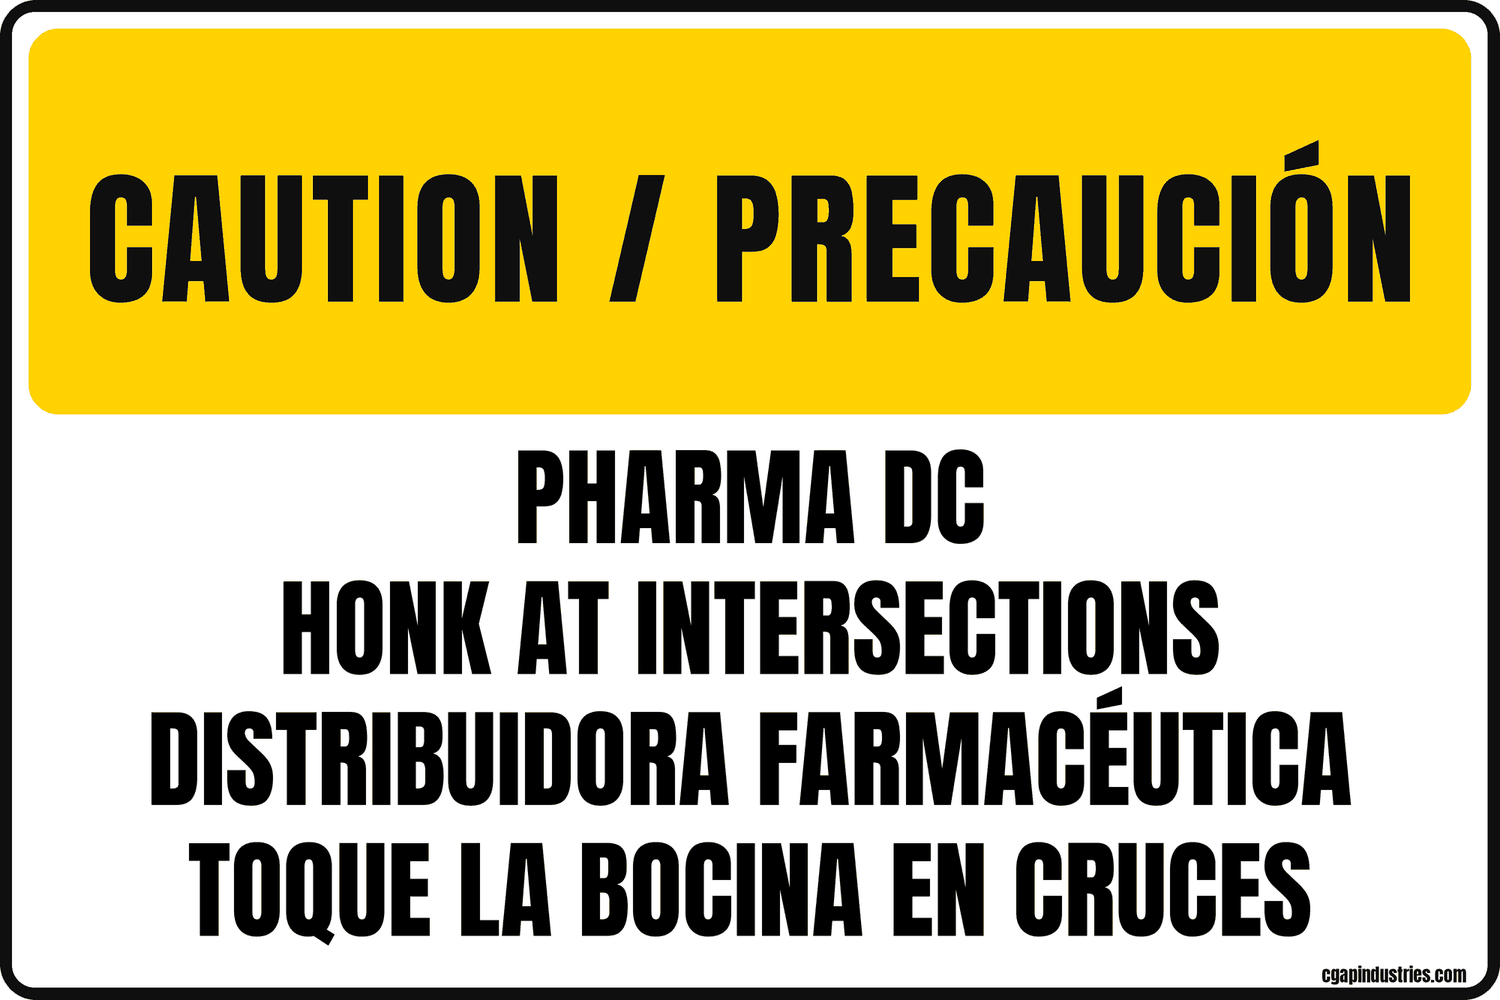 CAUTION / PRECAUCIÓN
PHARMA DC
HONK AT INTERSECTIONS
DISTRIBUIDORA FARMACÉUTICA
TOQUE LA BOCINA EN CRUCES
cgapindustries.com